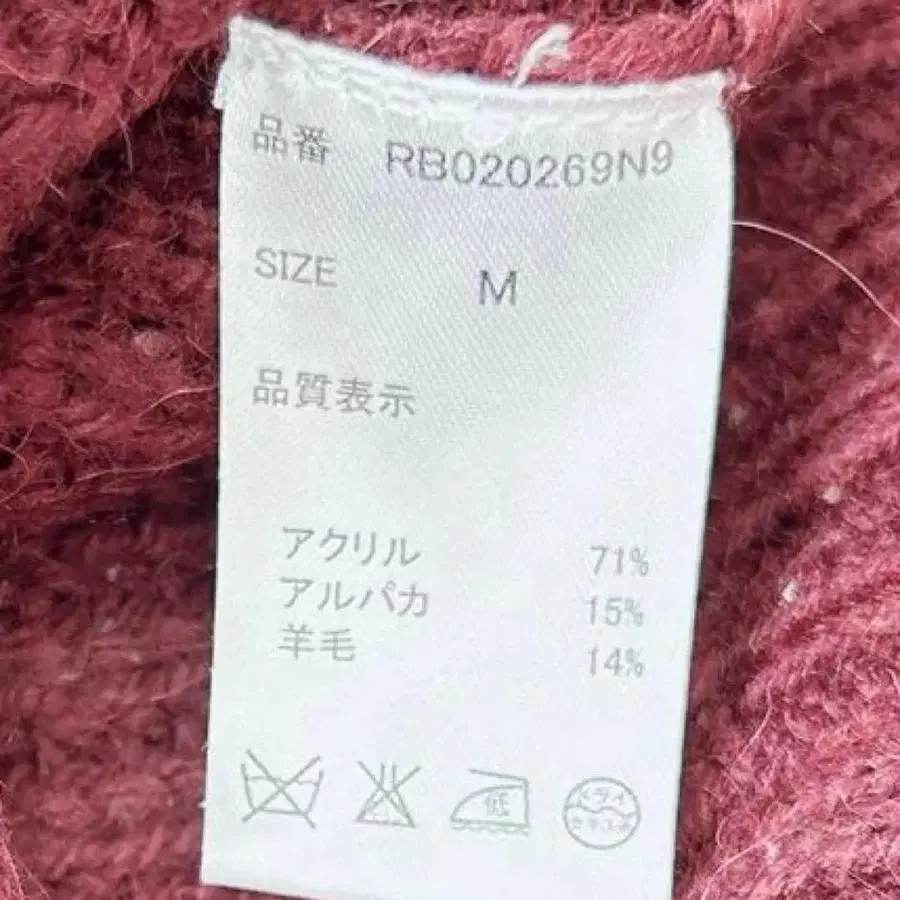 品番 RB020269N9
SIZE M
品質表示
アクリル 71%
アルパカ 15%
羊毛 14%
低
ドライ
セキユ系